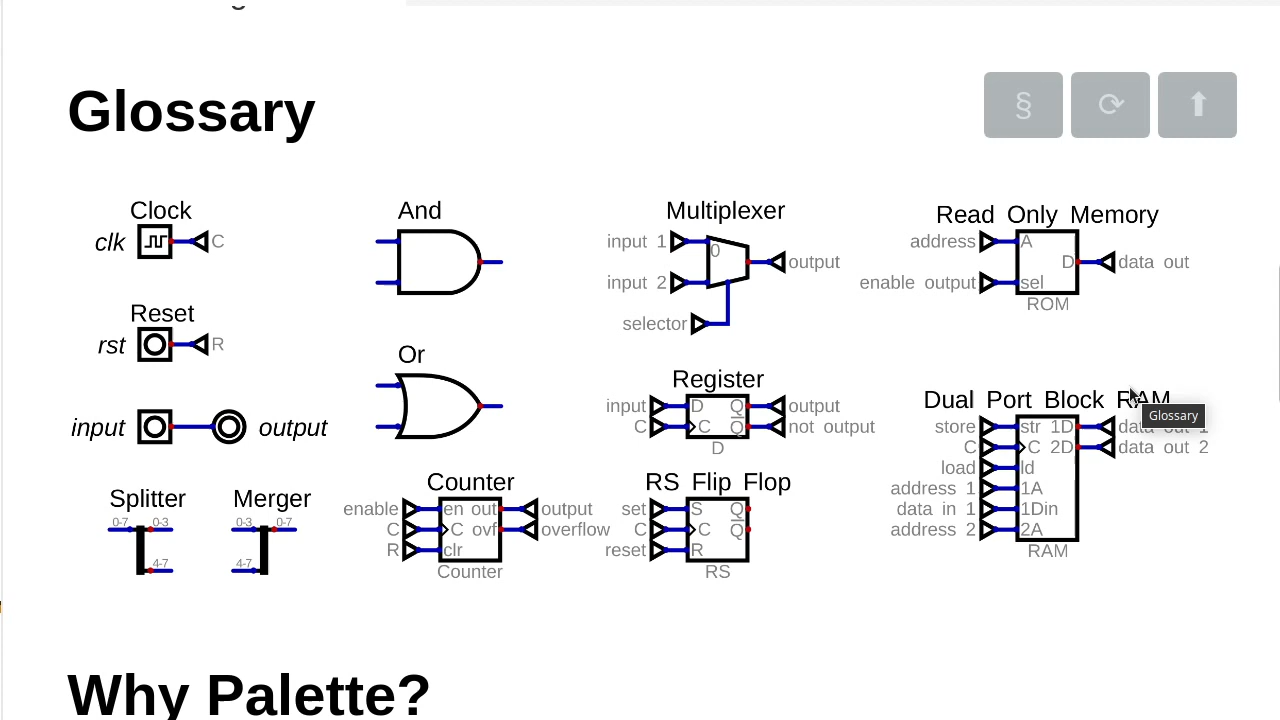 Glossary
§ ⟳ ⬆
Clock
clk C
Reset
rst R
input output
Splitter
0-7 0-3
4-7
Merger
0-3 0-7
4-7
And
Or
Counter
enable en out output
C C ovf overflow
R clr
Counter
Multiplexer
input 1 0
input 2 output
selector
Register
input D Q output
C C Q not output
D
RS Flip Flop
set S Q
C C Q
reset R
RS
Read Only Memory
address A
D data out
enable output sel
ROM
Dual Port Block RAM
Glossary
store str 1D data out 1
C C 2D data out 2
load ld
address 1 1A
data in 1 1Din
address 2 2A
RAM
Why Palette?